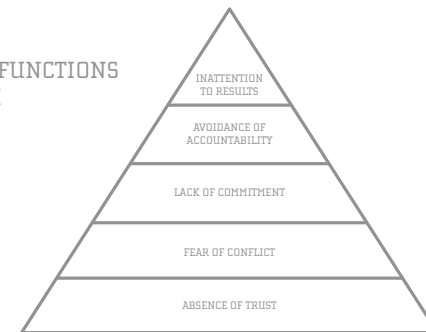 FUNCTIONS
INATTENTION
TO RESULTS
AVOIDANCE OF
ACCOUNTABILITY
LACK OF COMMITMENT
FEAR OF CONFLICT
ABSENCE OF TRUST